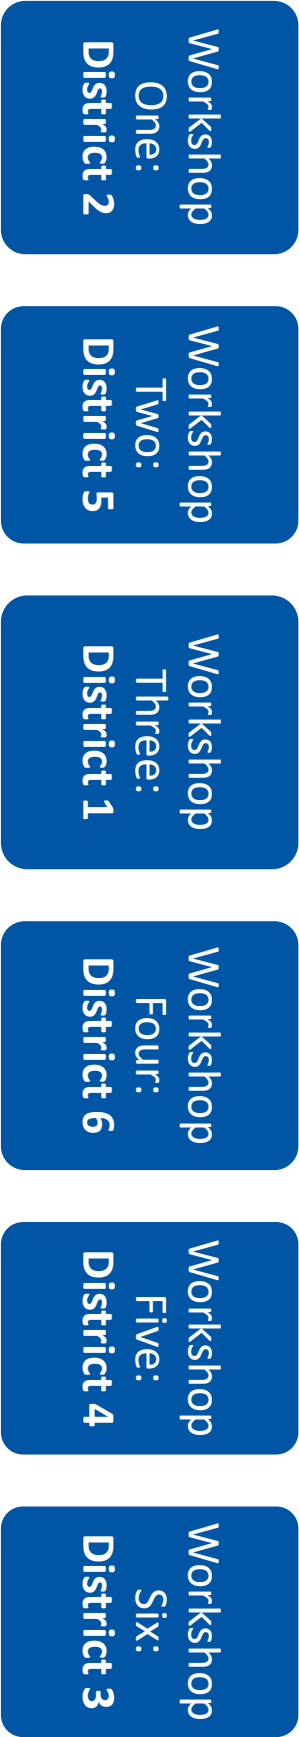 Workshop
One:
District 2
Workshop
Two:
District 5
Workshop
Three:
District 1
Workshop
Four:
District 6
Workshop
Five:
District 4
Workshop
Six:
District 3